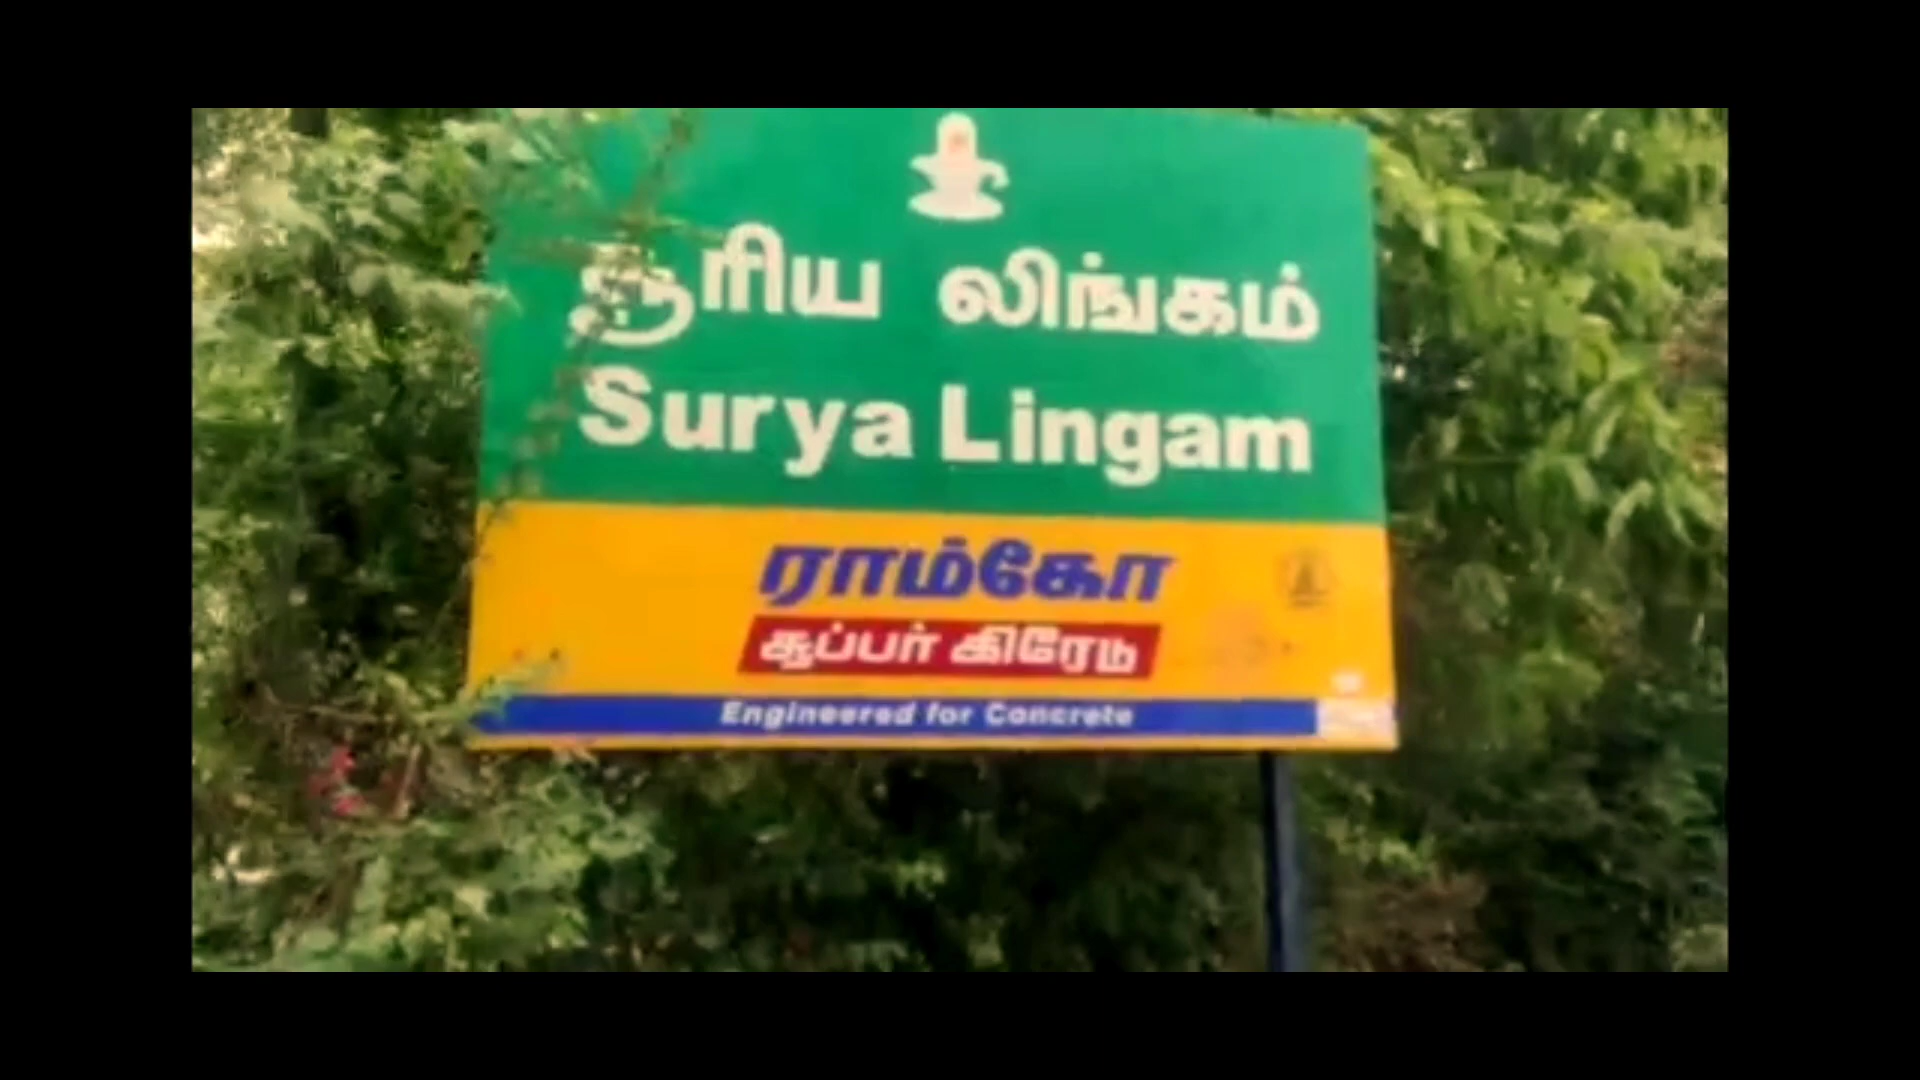 சூரிய லிங்கம்
Surya Lingam
ராம்கோ
சூப்பர் கிரேடு
Engineered for Concrete